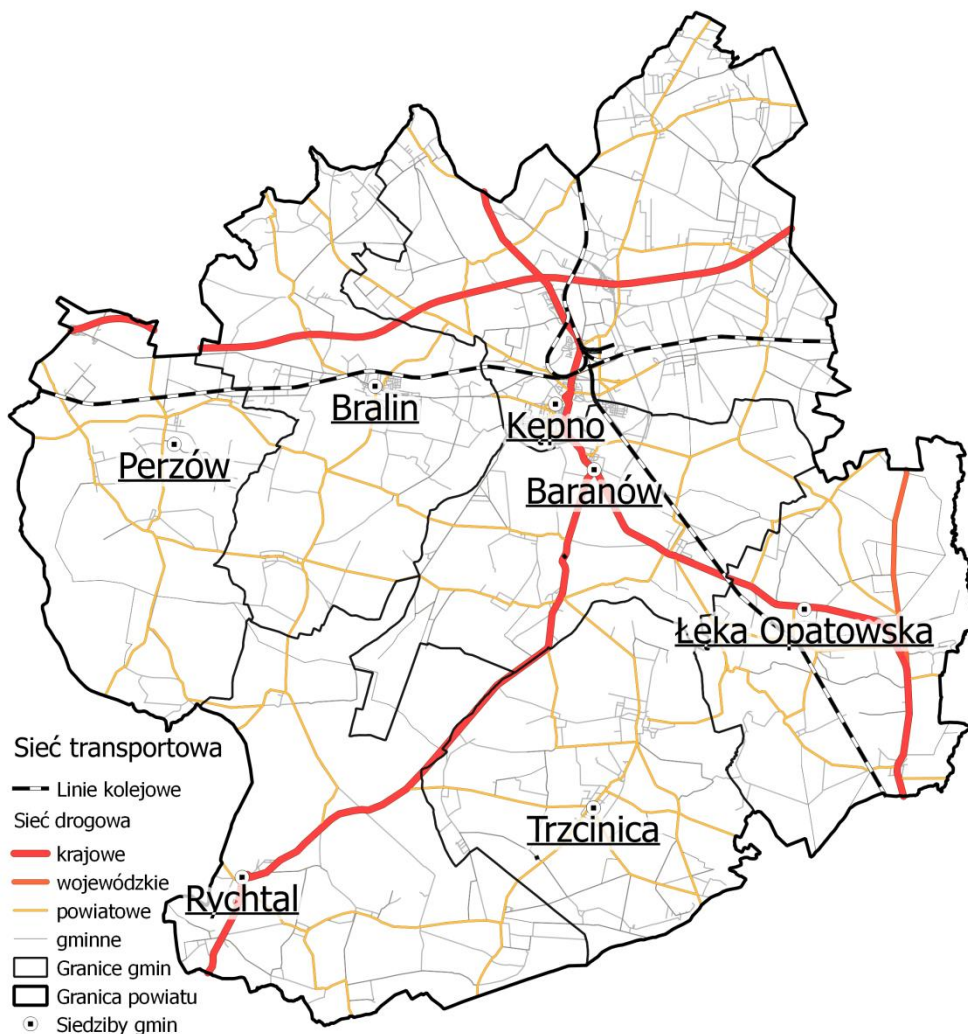 Bralin
Kępno
Perzów
Baranów
Łęka Opatowska
Trzcinica
Rychtal
Sieć transportowa
Linie kolejowe
Sieć drogowa
krajowe
wojewódzkie
powiatowe
gminne
Granice gmin
Granica powiatu
Siedziby gmin